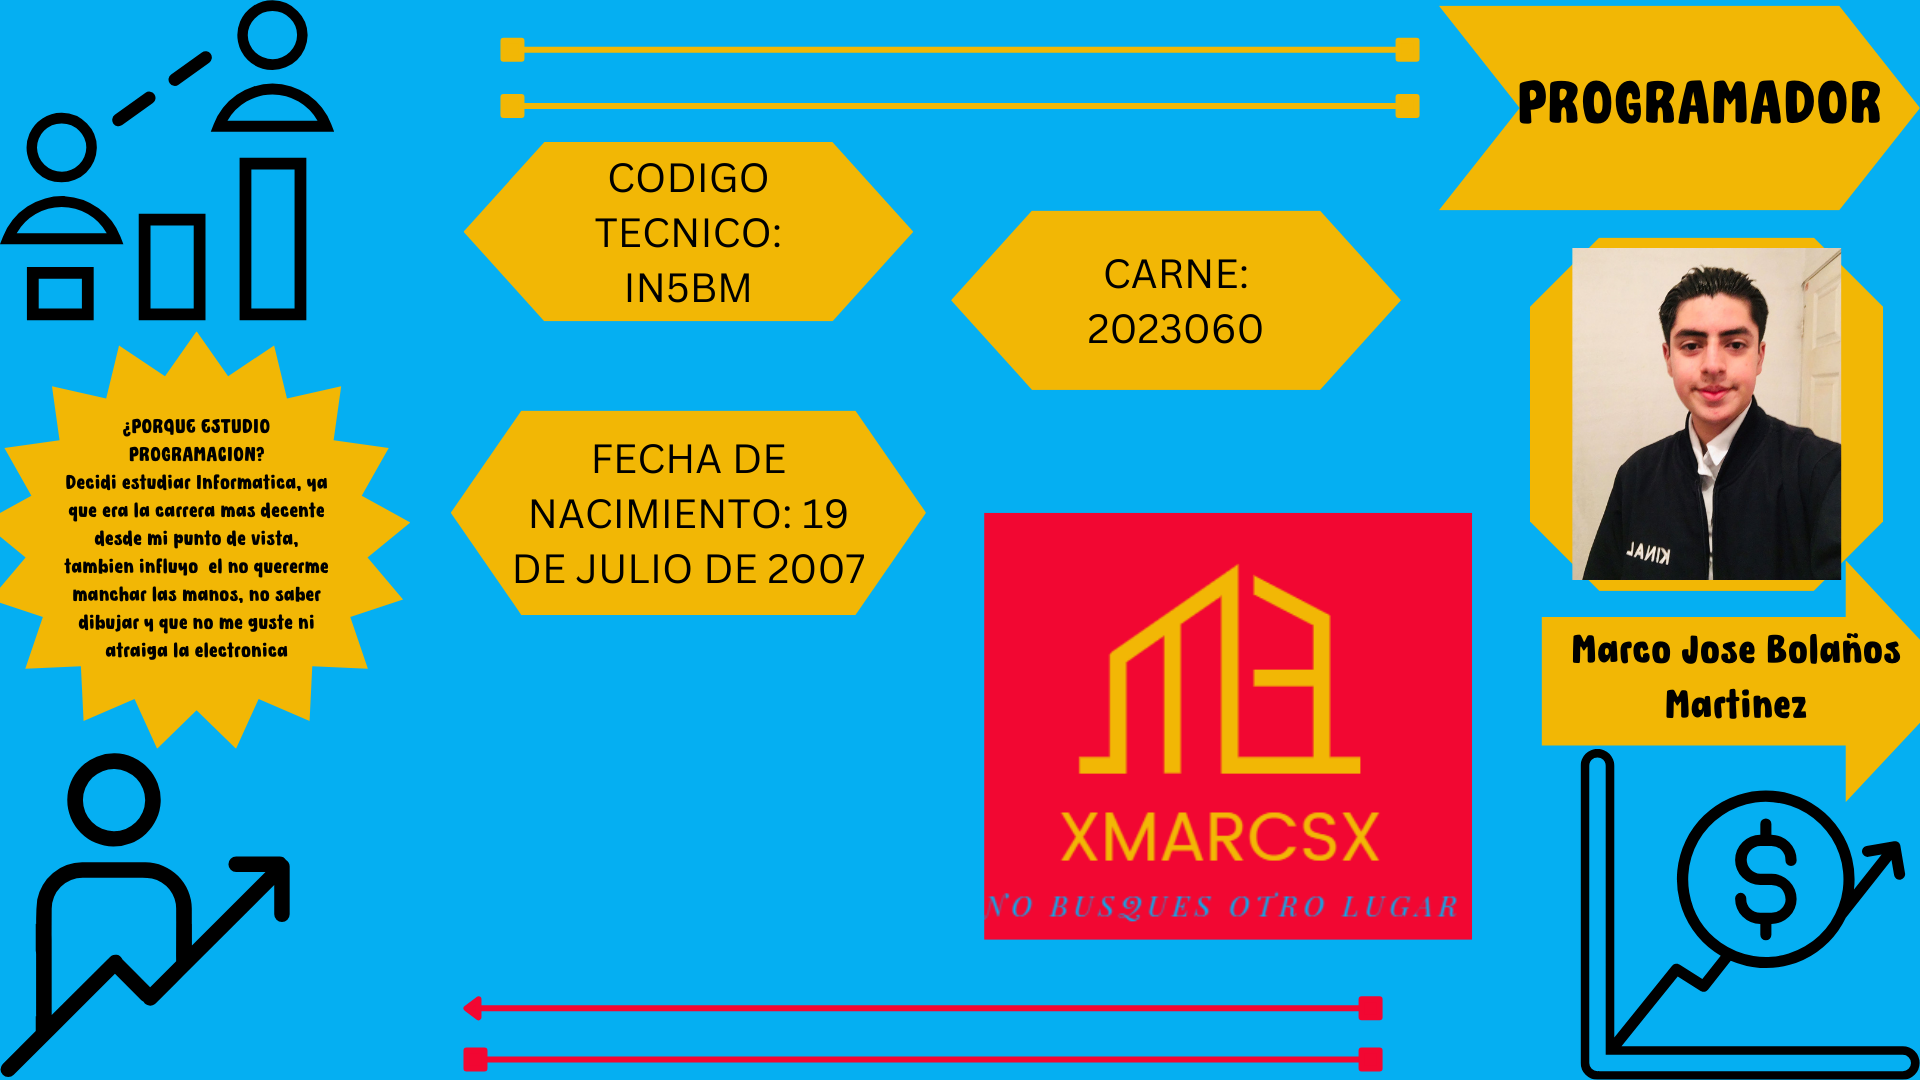 PROGRAMADOR
CODIGO
TECNICO:
IN5BM
CARNE:
2023060
¿PORQUE ESTUDIO
PROGRAMACION?
Decidi estudiar Informatica, ya
que era la carrera mas decente
desde mi punto de vista,
tambien influyo el no quererme
manchar las manos, no saber
dibujar y que no me guste ni
atraiga la electronica
FECHA DE
NACIMIENTO: 19
DE JULIO DE 2007
KINAL
Marco Jose Bolaños
Martinez
XMARCSX
NO BUSQUES OTRO LUGAR